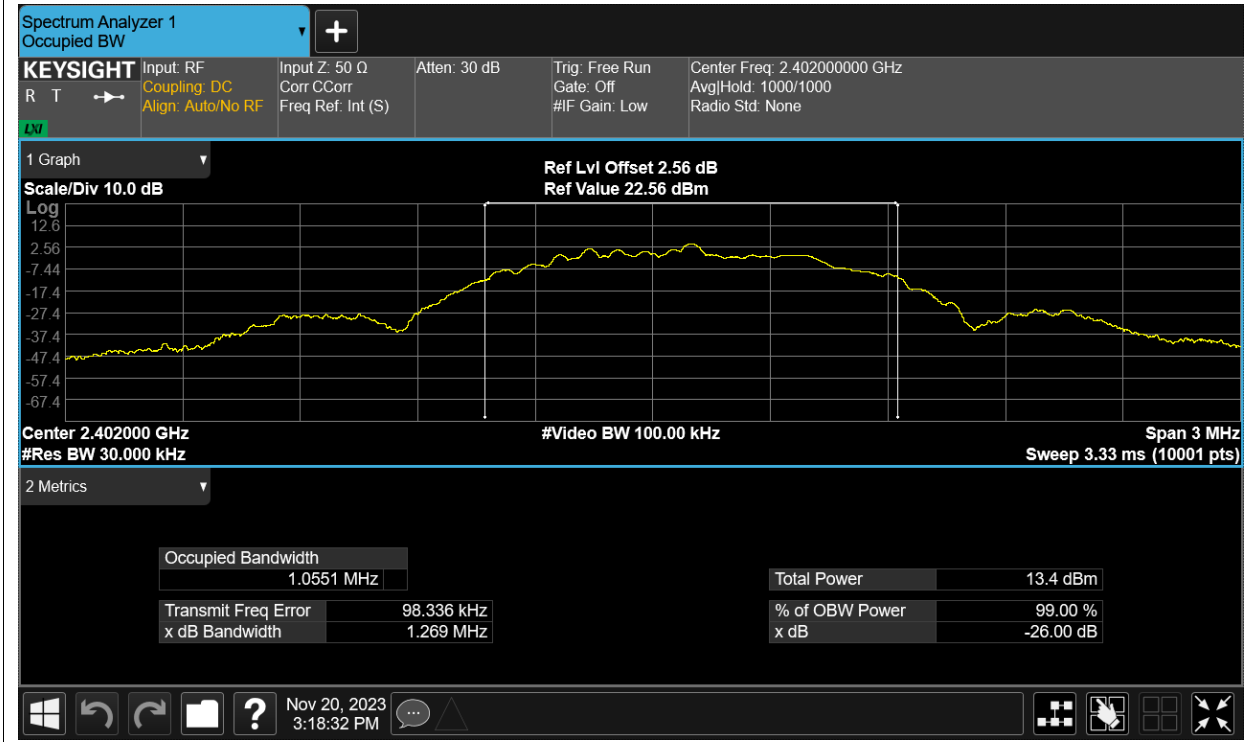 Spectrum Analyzer 1
Occupied BW
KEYSIGHT
R T
LXI
Input: RF
Coupling: DC
Align: Auto/No RF
Input Z: 50 Ω
Corr CCorr
Freq Ref: Int (S)
Atten: 30 dB
Trig: Free Run
Gate: Off
#IF Gain: Low
Center Freq: 2.402000000 GHz
Avg|Hold: 1000/1000
Radio Std: None
1 Graph
Scale/Div 10.0 dB
Ref Lvl Offset 2.56 dB
Ref Value 22.56 dBm
Log
12.6
2.56
-7.44
-17.4
-27.4
-37.4
-47.4
-57.4
-67.4
Center 2.402000 GHz
#Video BW 100.00 kHz
Span 3 MHz
#Res BW 30.000 kHz
Sweep 3.33 ms (10001 pts)
2 Metrics
Occupied Bandwidth
1.0551 MHz
Total Power 13.4 dBm
Transmit Freq Error 98.336 kHz
% of OBW Power 99.00 %
x dB Bandwidth 1.269 MHz
x dB -26.00 dB
?
Nov 20, 2023
3:18:32 PM